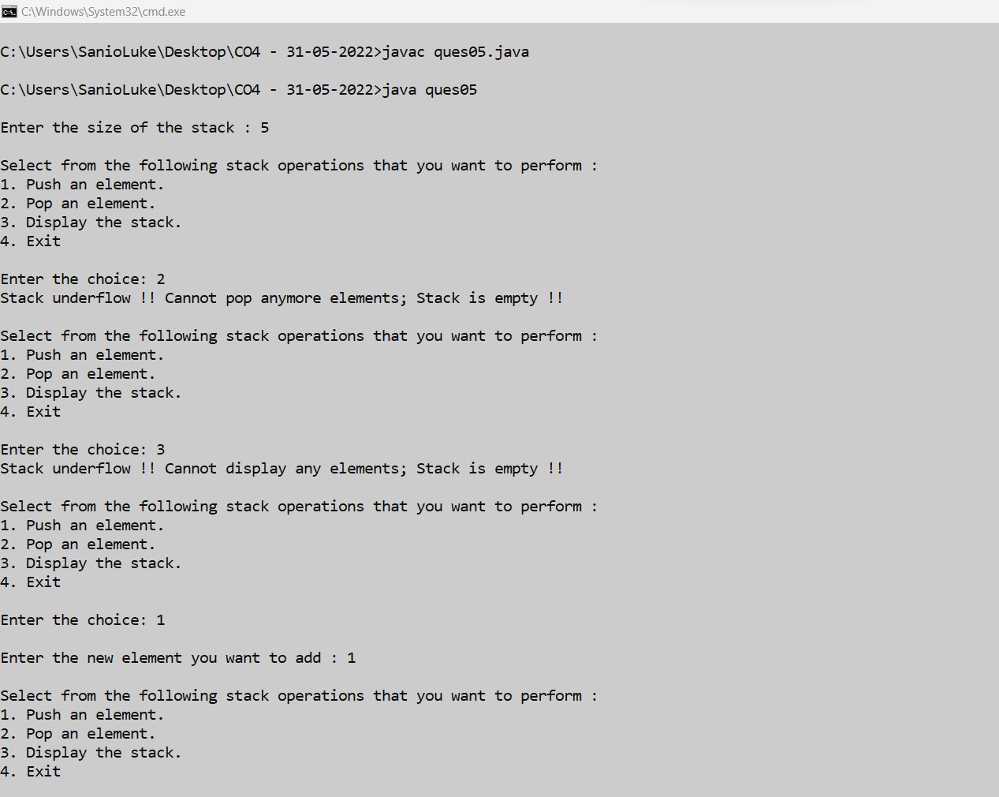 C:\Windows\System32\cmd.exe
C:\Users\SanioLuke\Desktop\CO4 - 31-05-2022>javac ques05.java
C:\Users\SanioLuke\Desktop\CO4 - 31-05-2022>java ques05
Enter the size of the stack : 5
Select from the following stack operations that you want to perform :
1. Push an element.
2. Pop an element.
3. Display the stack.
4. Exit
Enter the choice: 2
Stack underflow !! Cannot pop anymore elements; Stack is empty !!
Select from the following stack operations that you want to perform :
1. Push an element.
2. Pop an element.
3. Display the stack.
4. Exit
Enter the choice: 3
Stack underflow !! Cannot display any elements; Stack is empty !!
Select from the following stack operations that you want to perform :
1. Push an element.
2. Pop an element.
3. Display the stack.
4. Exit
Enter the choice: 1
Enter the new element you want to add : 1
Select from the following stack operations that you want to perform :
1. Push an element.
2. Pop an element.
3. Display the stack.
4. Exit